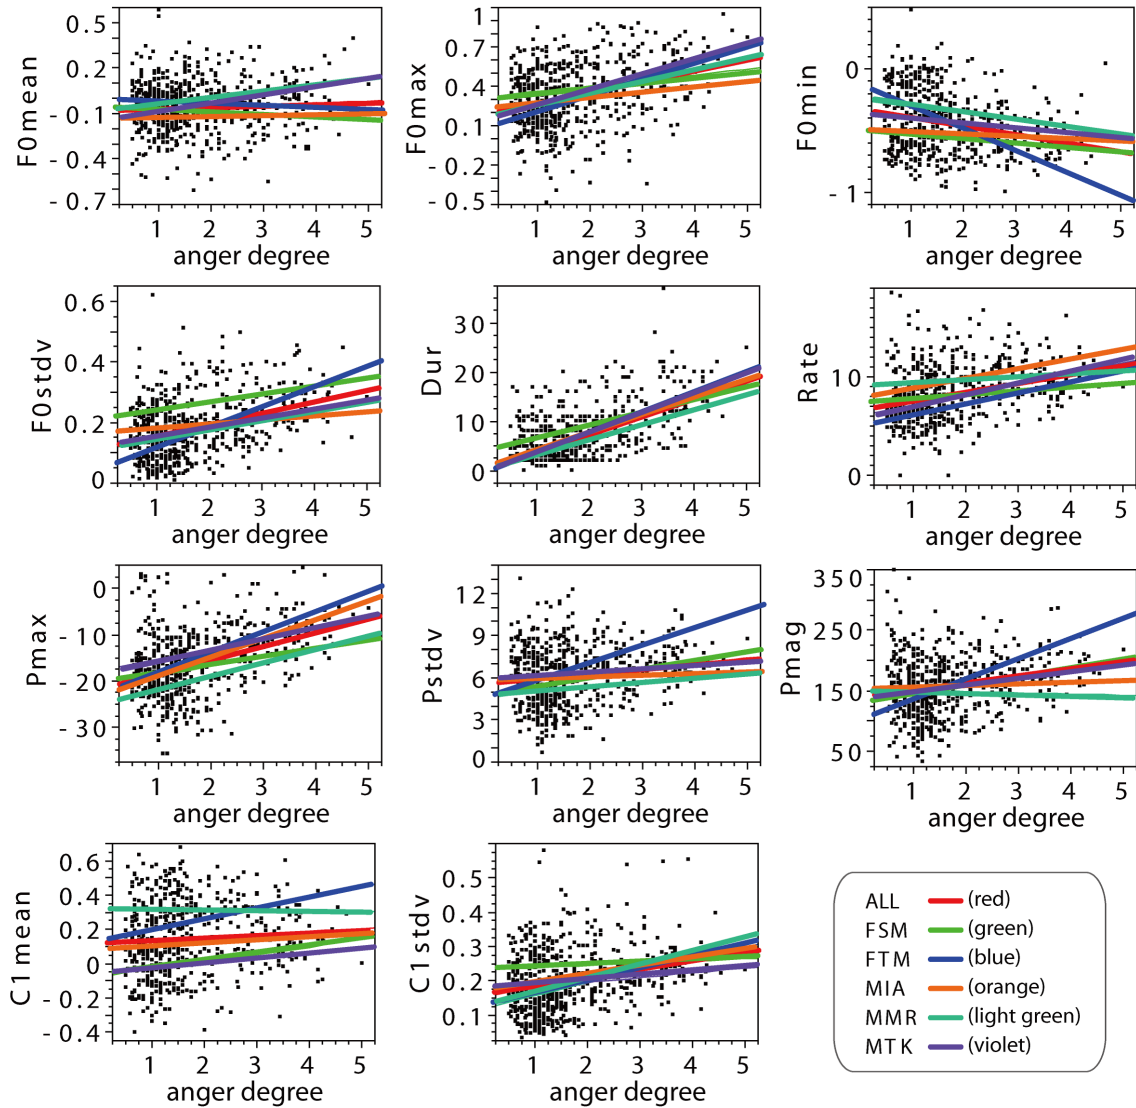 0.5
0.2
-0.1
-0.4
-0.7
F0mean
1 2 3 4 5
anger degree
1
0.7
0.4
0.1
-0.2
-0.5
F0max
1 2 3 4 5
anger degree
0
-1
F0min
1 2 3 4 5
anger degree
0.6
0.4
0.2
0
F0stdv
1 2 3 4 5
anger degree
30
20
10
0
Dur
1 2 3 4 5
anger degree
10
0
Rate
1 2 3 4 5
anger degree
0
-10
-20
-30
Pmax
1 2 3 4 5
anger degree
12
9
6
3
0
Pstdv
1 2 3 4 5
anger degree
350
250
150
50
Pmag
1 2 3 4 5
anger degree
0.6
0.4
0.2
0
-0.2
-0.4
C1mean
1 2 3 4 5
anger degree
0.5
0.4
0.3
0.2
0.1
C1stdv
1 2 3 4 5
anger degree
ALL (red)
FSM (green)
FTM (blue)
MIA (orange)
MMR (light green)
MTK (violet)